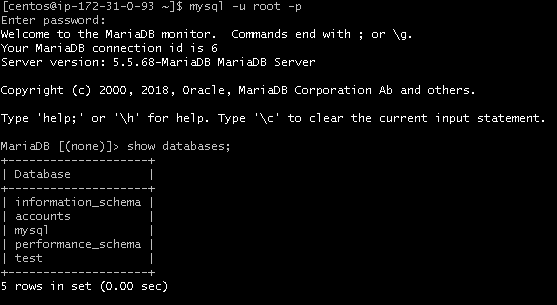 [centos@ip-172-31-0-93 ~]$ mysql -u root -p
Enter password:
Welcome to the MariaDB monitor.  Commands end with ; or \g.
Your MariaDB connection id is 6
Server version: 5.5.68-MariaDB MariaDB Server
Copyright (c) 2000, 2018, Oracle, MariaDB Corporation Ab and others.
Type 'help;' or '\h' for help. Type '\c' to clear the current input statement.
MariaDB [(none)]> show databases;
+--------------------+
| Database           |
+--------------------+
| information_schema |
| accounts           |
| mysql              |
| performance_schema |
| test               |
+--------------------+
5 rows in set (0.00 sec)